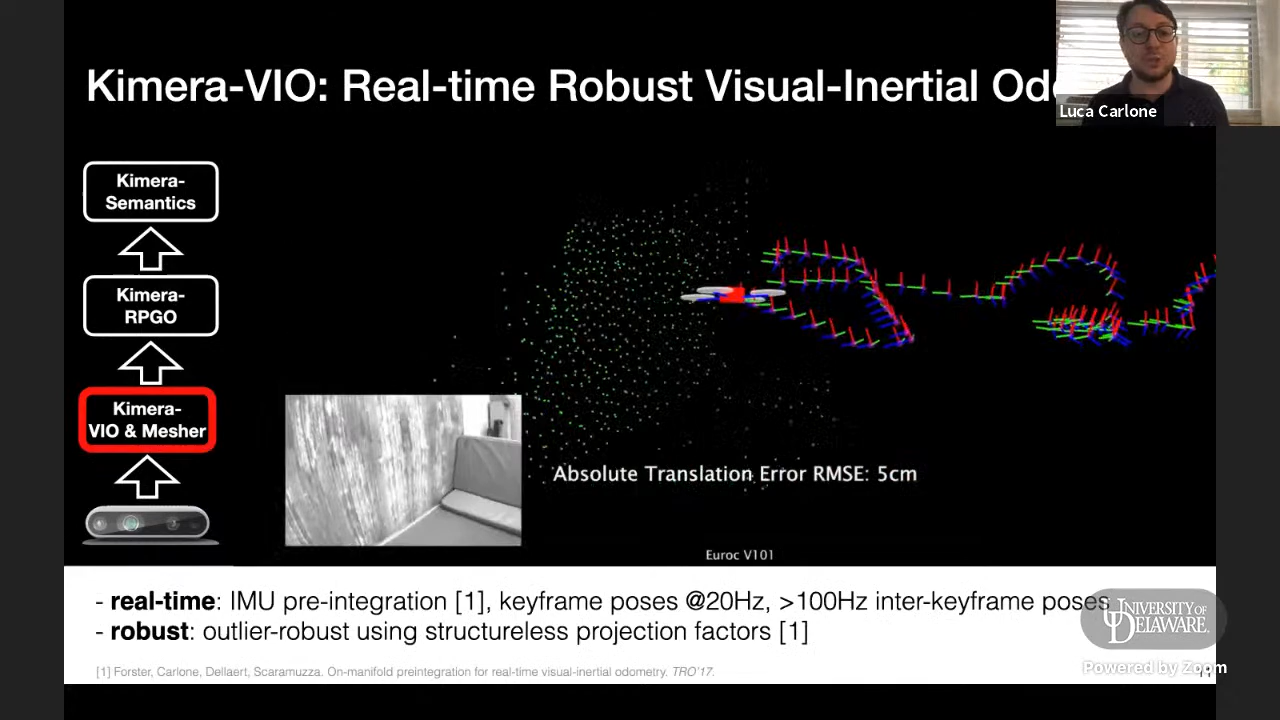 Kimera-VIO: Real-time Robust Visual-Inertial
Luca Carlone
Kimera-
Semantics
Kimera-
RPGO
Kimera-
VIO & Mesher
Absolute Translation Error RMSE: 5cm
Euroc V101
- real-time: IMU pre-integration [1], keyframe poses @20Hz, >100Hz inter-keyframe poses
- robust: outlier-robust using structureless projection factors [1]
[1] Forster, Carlone, Dellaert, Scaramuzza. On-manifold preintegration for real-time visual-inertial odometry. TRO'17.
UNIVERSITY OF
DELAWARE.
Powered by Zoom